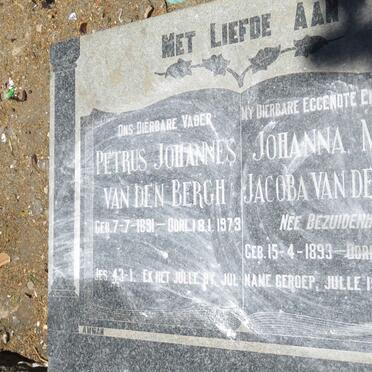 MET LIEFDE AAN
ONS DIERBARE VADER
PETRUS JOHANNES
VAN DEN BERGH
GEB. 7-7-1891 — OORL. 18.1.1973
JES. 43-1. EK HET JULLE BY JUL
MY DIERBARE EGGENOTE E
JOHANNA M
JACOBA VAN DE
NÉE BEZUIDENH
GEB. 15-4-1893 — OORL
NAME GEROEP, JULLE